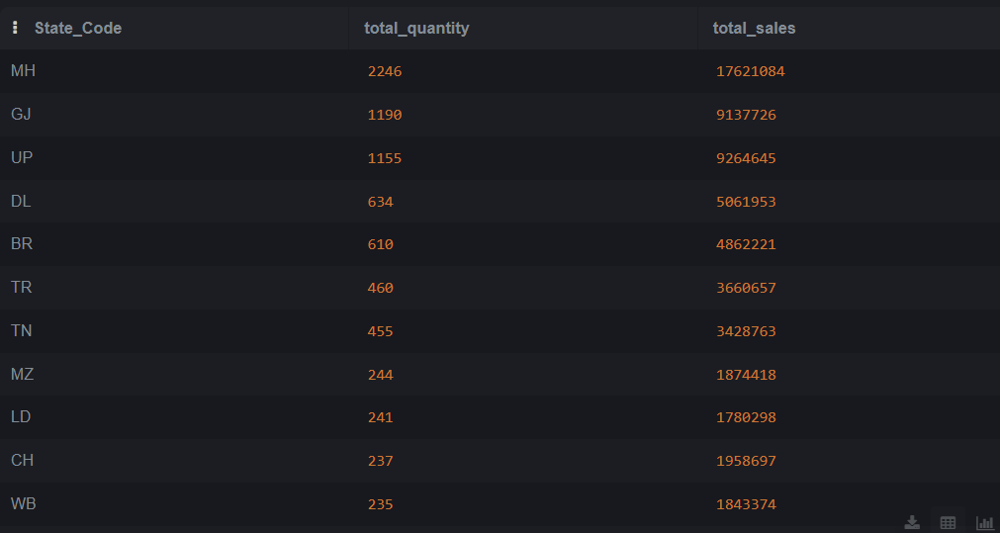 State_Code total_quantity total_sales
MH 2246 17621084
GJ 1190 9137726
UP 1155 9264645
DL 634 5061953
BR 610 4862221
TR 460 3660657
TN 455 3428763
MZ 244 1874418
LD 241 1780298
CH 237 1958697
WB 235 1843374